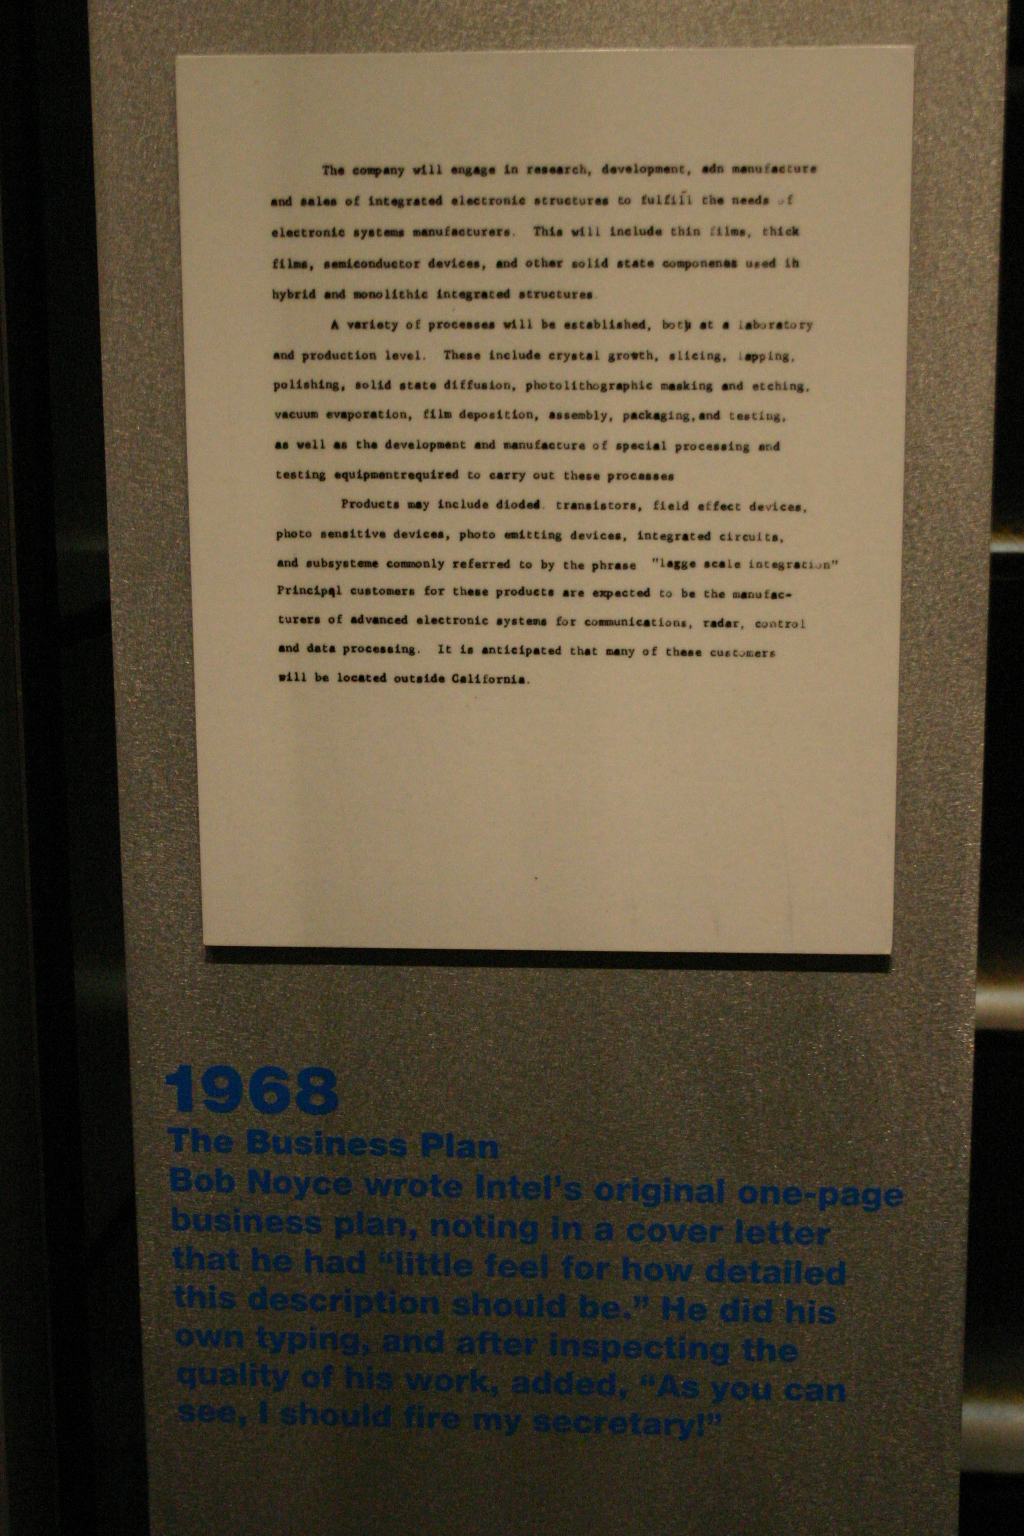 The company will engage in research, development, adn manufacture
and sales of integrated electronic structures to fulfill the needs of
electronic systems manufacturers. This will include thin films, thick
films, semiconductor devices, and other solid state componenes used in
hybrid and monolithic integrated structures.
A variety of processes will be established, both at a laboratory
and production level. These include crystal growth, slicing, lapping,
polishing, solid state diffusion, photolithographic masking and etching,
vacuum evaporation, film deposition, assembly, packaging,and testing,
as well as the development and manufacture of special processing and
testing equipmentrequired to carry out these processes
Products may include dioded. transistors, field effect devices,
photo sensitive devices, photo emitting devices, integrated circuits,
and subsysteme commonly referred to by the phrase "lagge scale integration"
Principal customers for these products are expected to be the manufac-
turers of advanced electronic systems for communications, radar, control
and data processing. It is anticipated that many of these customers
will be located outside California.
1968
The Business Plan
Bob Noyce wrote Intel's original one-page
business plan, noting in a cover letter
that he had “little feel for how detailed
this description should be.” He did his
own typing, and after inspecting the
quality of his work, added, “As you can
see, I should fire my secretary!”